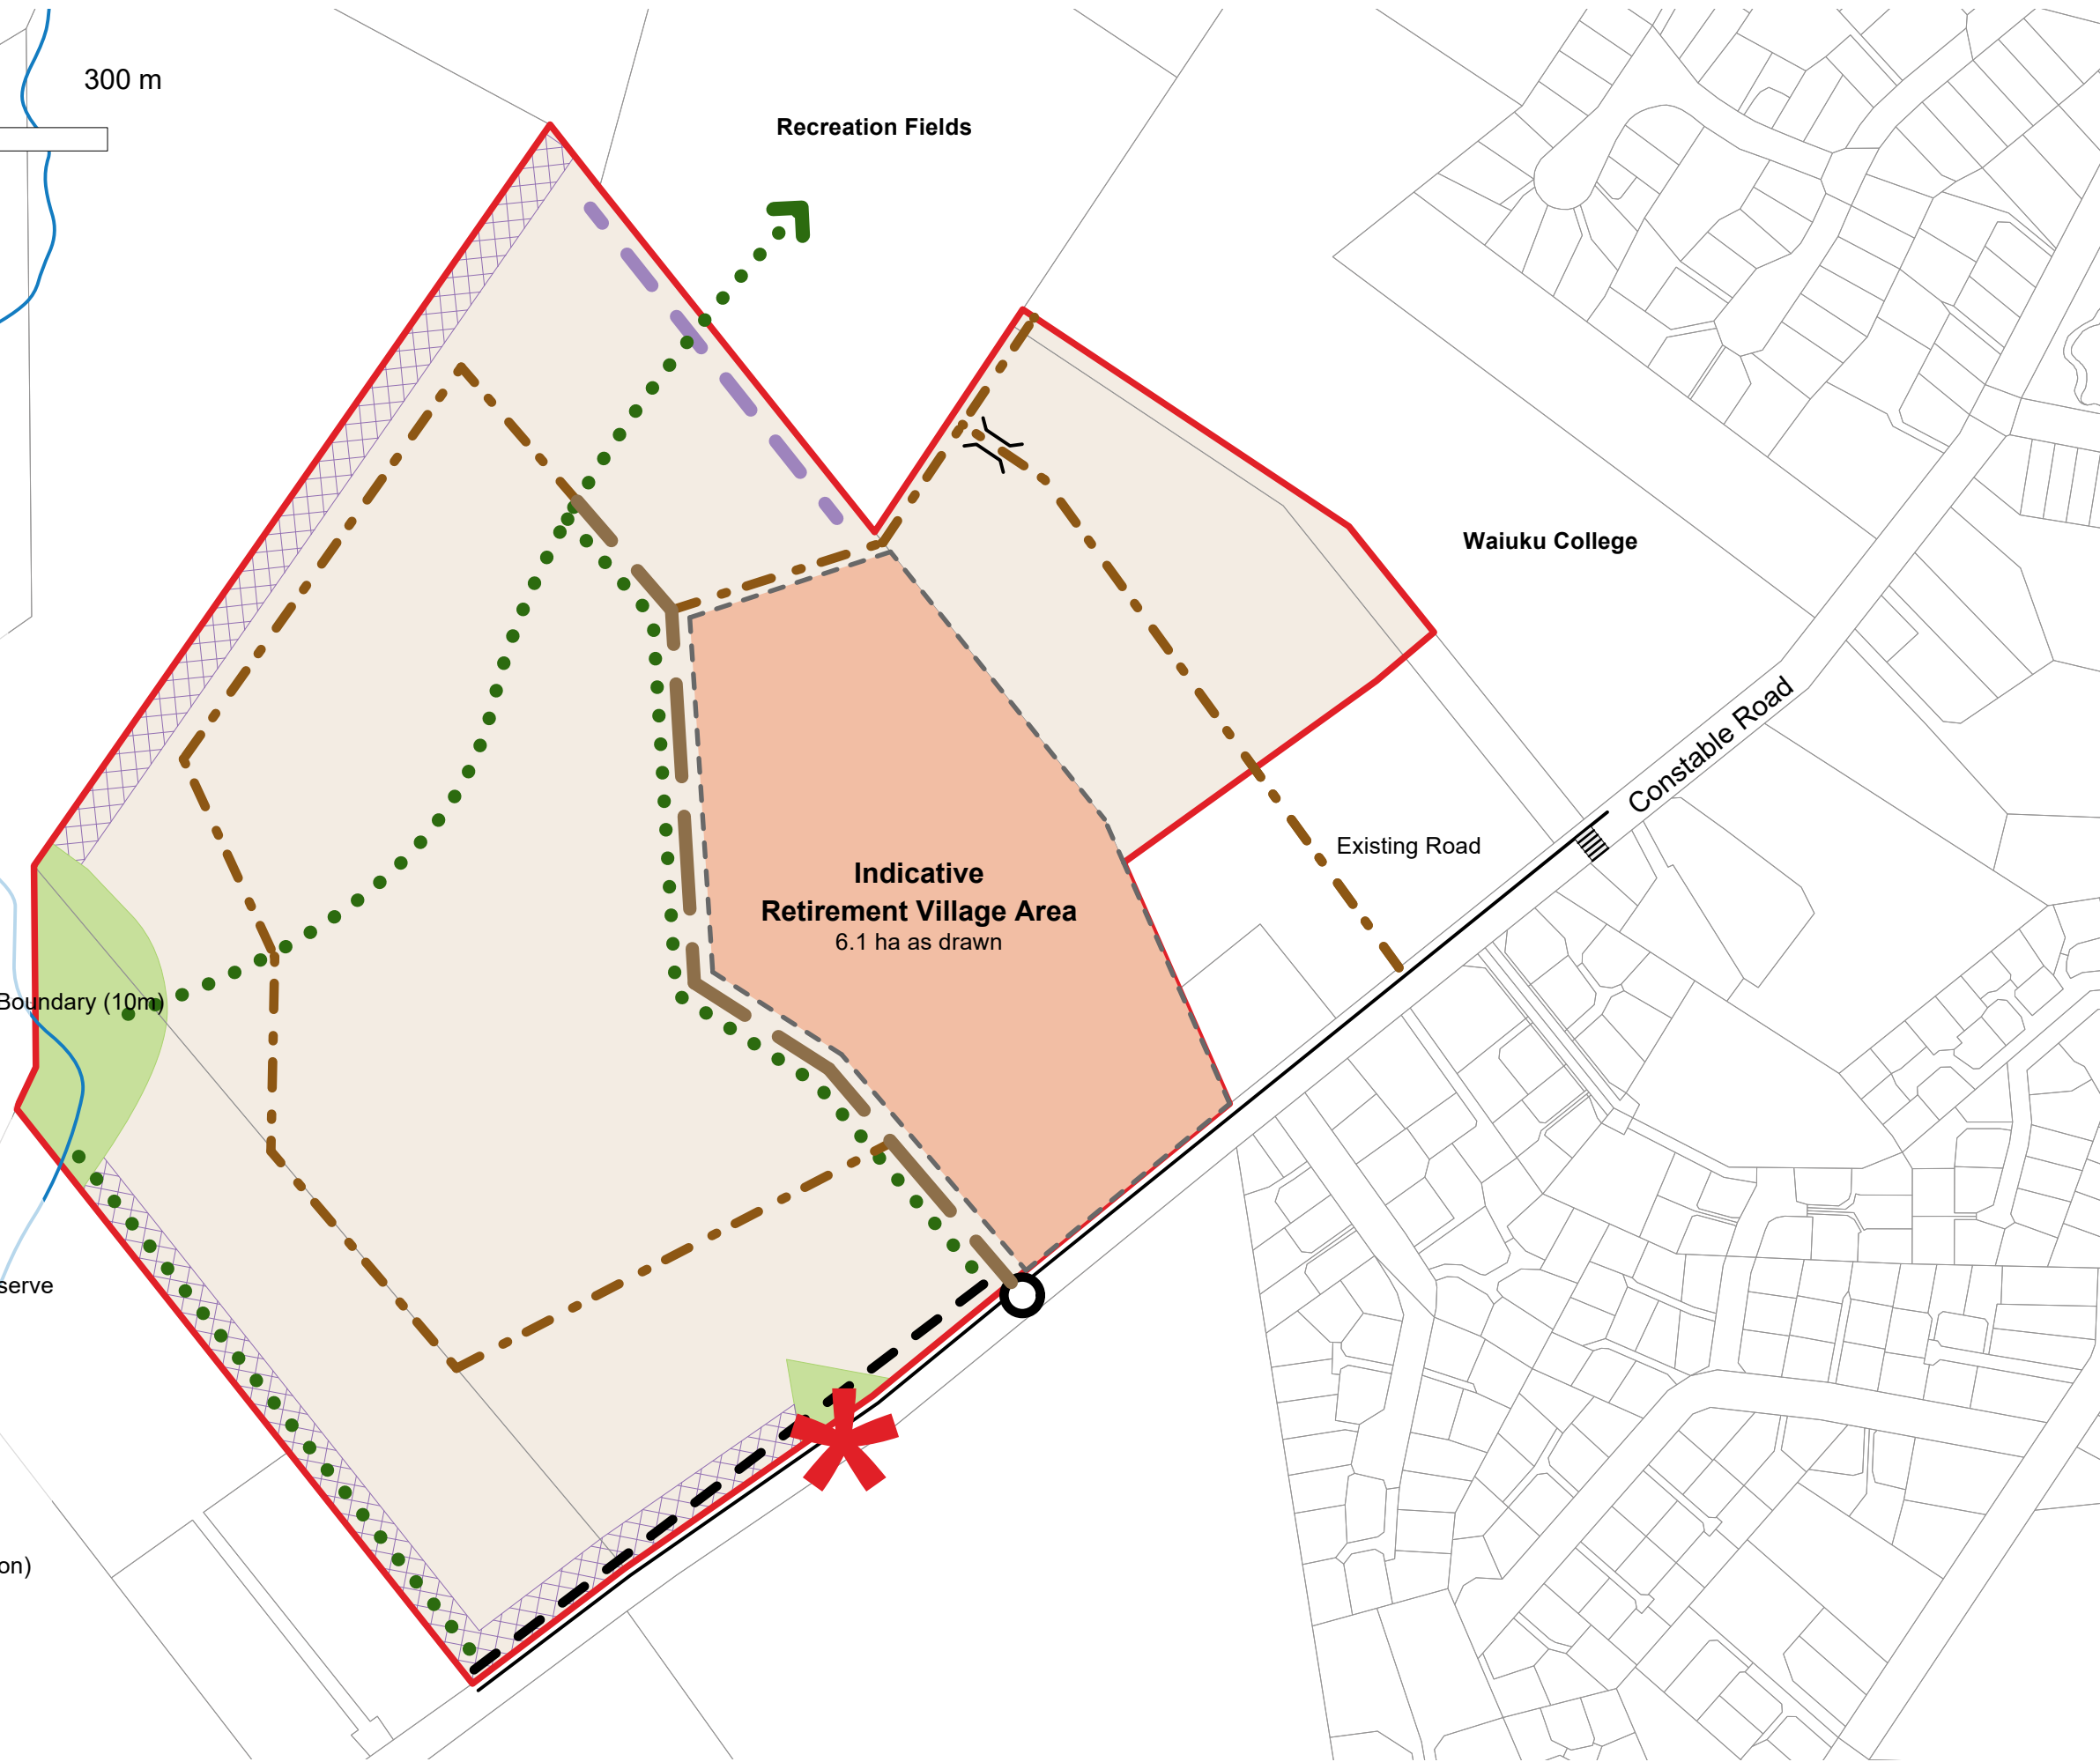 300 m
Recreation Fields
Waiuku College
Constable Road
Existing Road
Indicative
Retirement Village Area
6.1 ha as drawn
Boundary (10m)
serve
on)